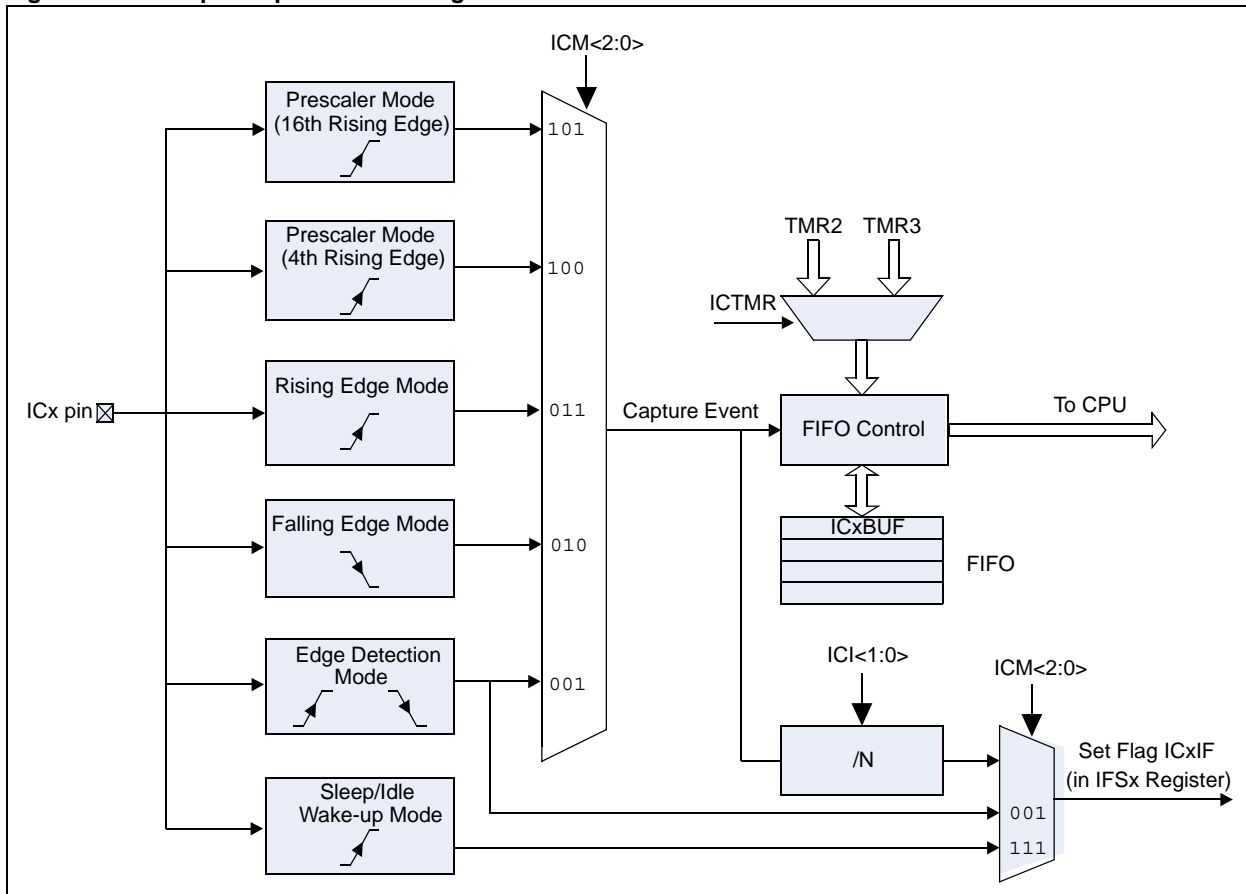 ICM<2:0>
Prescaler Mode
(16th Rising Edge)
101
Prescaler Mode
(4th Rising Edge)
100
TMR2
TMR3
ICTMR
Rising Edge Mode
ICx pin
011
Capture Event
FIFO Control
To CPU
Falling Edge Mode
010
ICxBUF
FIFO
Edge Detection
Mode
001
ICI<1:0>
ICM<2:0>
/N
Set Flag ICxIF
(in IFSx Register)
Sleep/Idle
Wake-up Mode
001
111